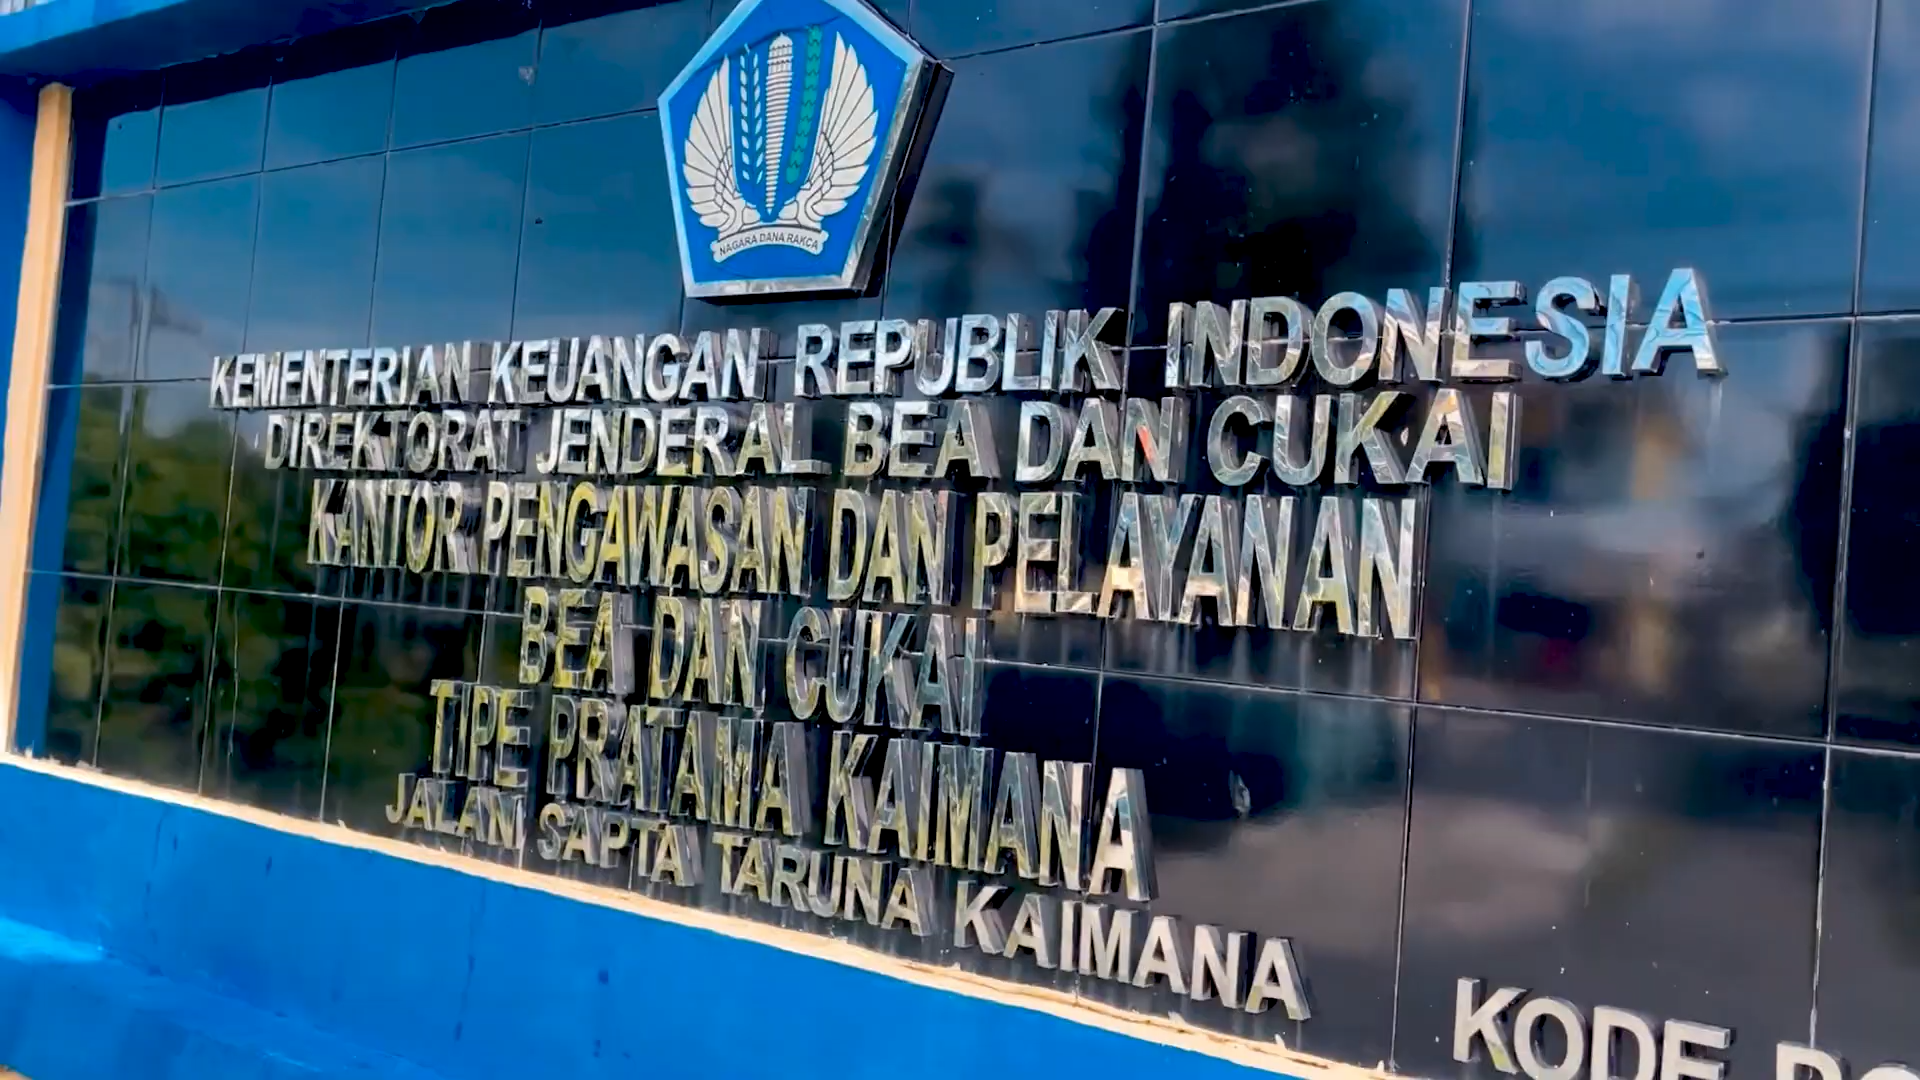 NAGARA DANA RAKCA
KEMENTERIAN KEUANGAN REPUBLIK INDONESIA
DIREKTORAT JENDERAL BEA DAN CUKAI
KANTOR PENGAWASAN DAN PELAYANAN
BEA DAN CUKAI
TIPE PRATAMA KAIMANA
JALAN SAPTA TARUNA KAIMANA
KODE